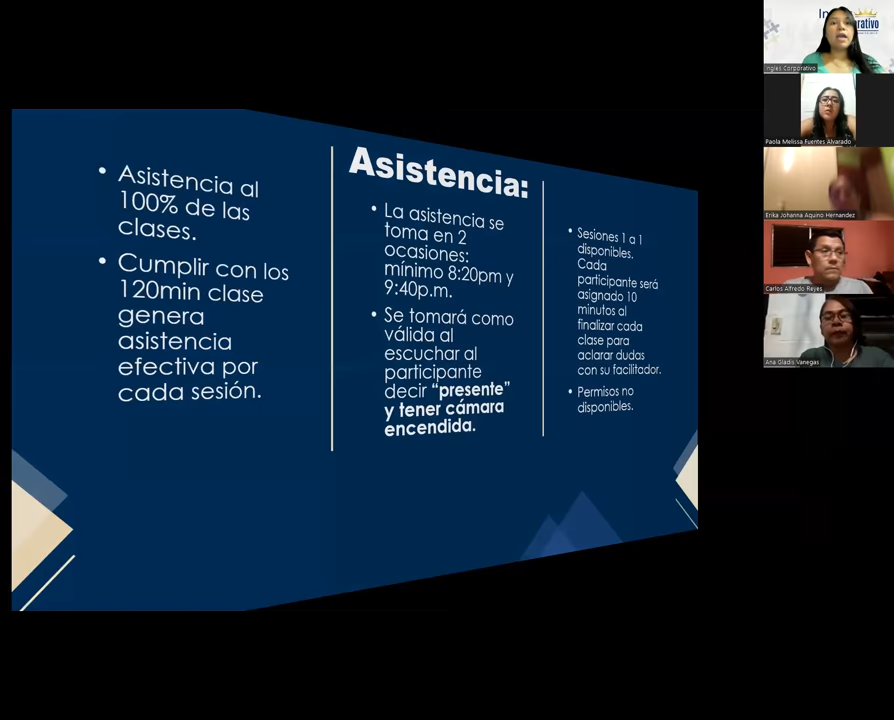 Asistencia:
• Asistencia al
100% de las
clases.
• Cumplir con los
120min clase
genera
asistencia
efectiva por
cada sesión.
• La asistencia se
toma en 2
ocasiones:
mínimo 8:20pm y
9:40p.m.
• Se tomará como
válida al
escuchar al
participante
decir “presente”
y tener cámara
encendida.
• Sesiones 1 a 1
disponibles.
Cada
participante será
asignado 10
minutos al
finalizar cada
clase para
aclarar dudas
con su facilitador.
• Permisos no
disponibles.
Inglés Corporativo
Paola Melissa Fuentes Alvarado
Erika Johanna Aquino Hernandez
Carlos Alfredo Reyes
Ana Gladis Vanegas